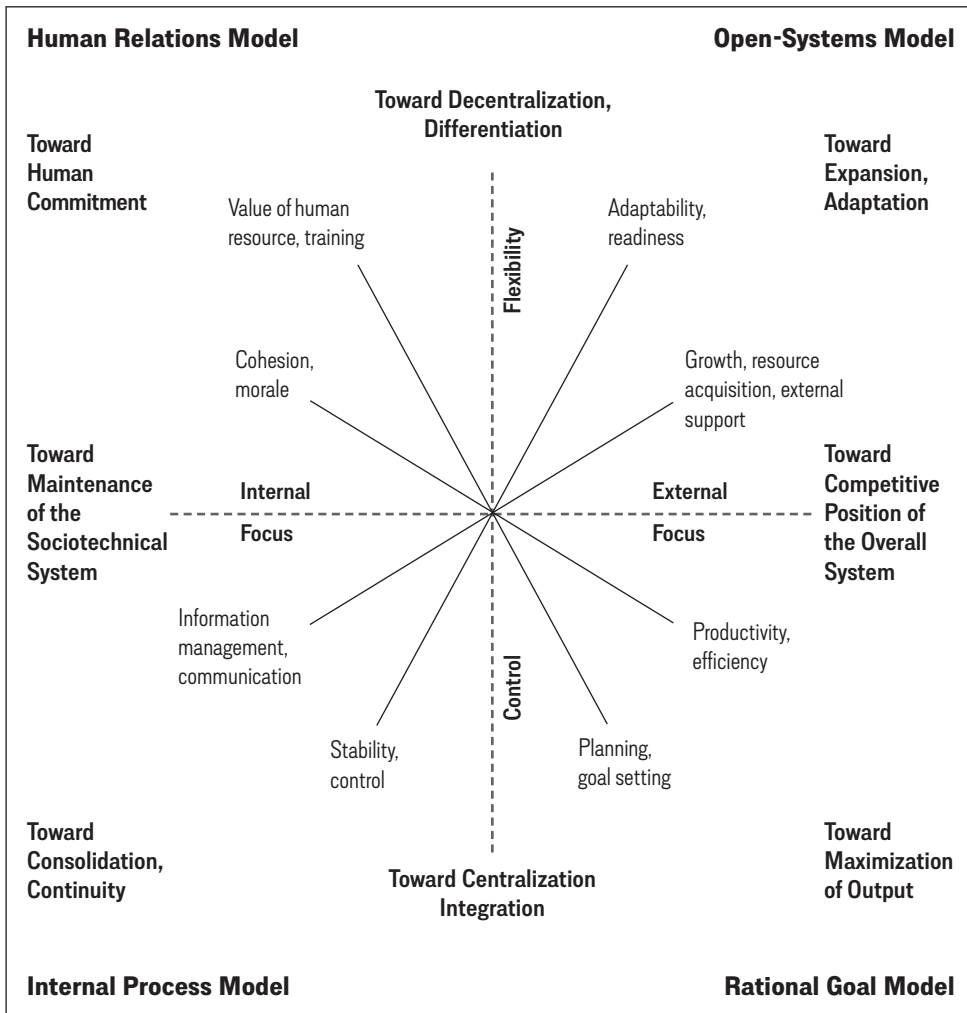 Human Relations Model
Open-Systems Model
Toward Decentralization,
Differentiation
Toward
Human
Commitment
Toward
Expansion,
Adaptation
Value of human
resource, training
Flexibility
Adaptability,
readiness
Cohesion,
morale
Growth, resource
acquisition, external
support
Toward
Maintenance
of the
Sociotechnical
System
Internal
Focus
External
Focus
Toward
Competitive
Position of
the Overall
System
Information
management,
communication
Control
Productivity,
efficiency
Stability,
control
Planning,
goal setting
Toward
Consolidation,
Continuity
Toward Centralization
Integration
Toward
Maximization
of Output
Internal Process Model
Rational Goal Model